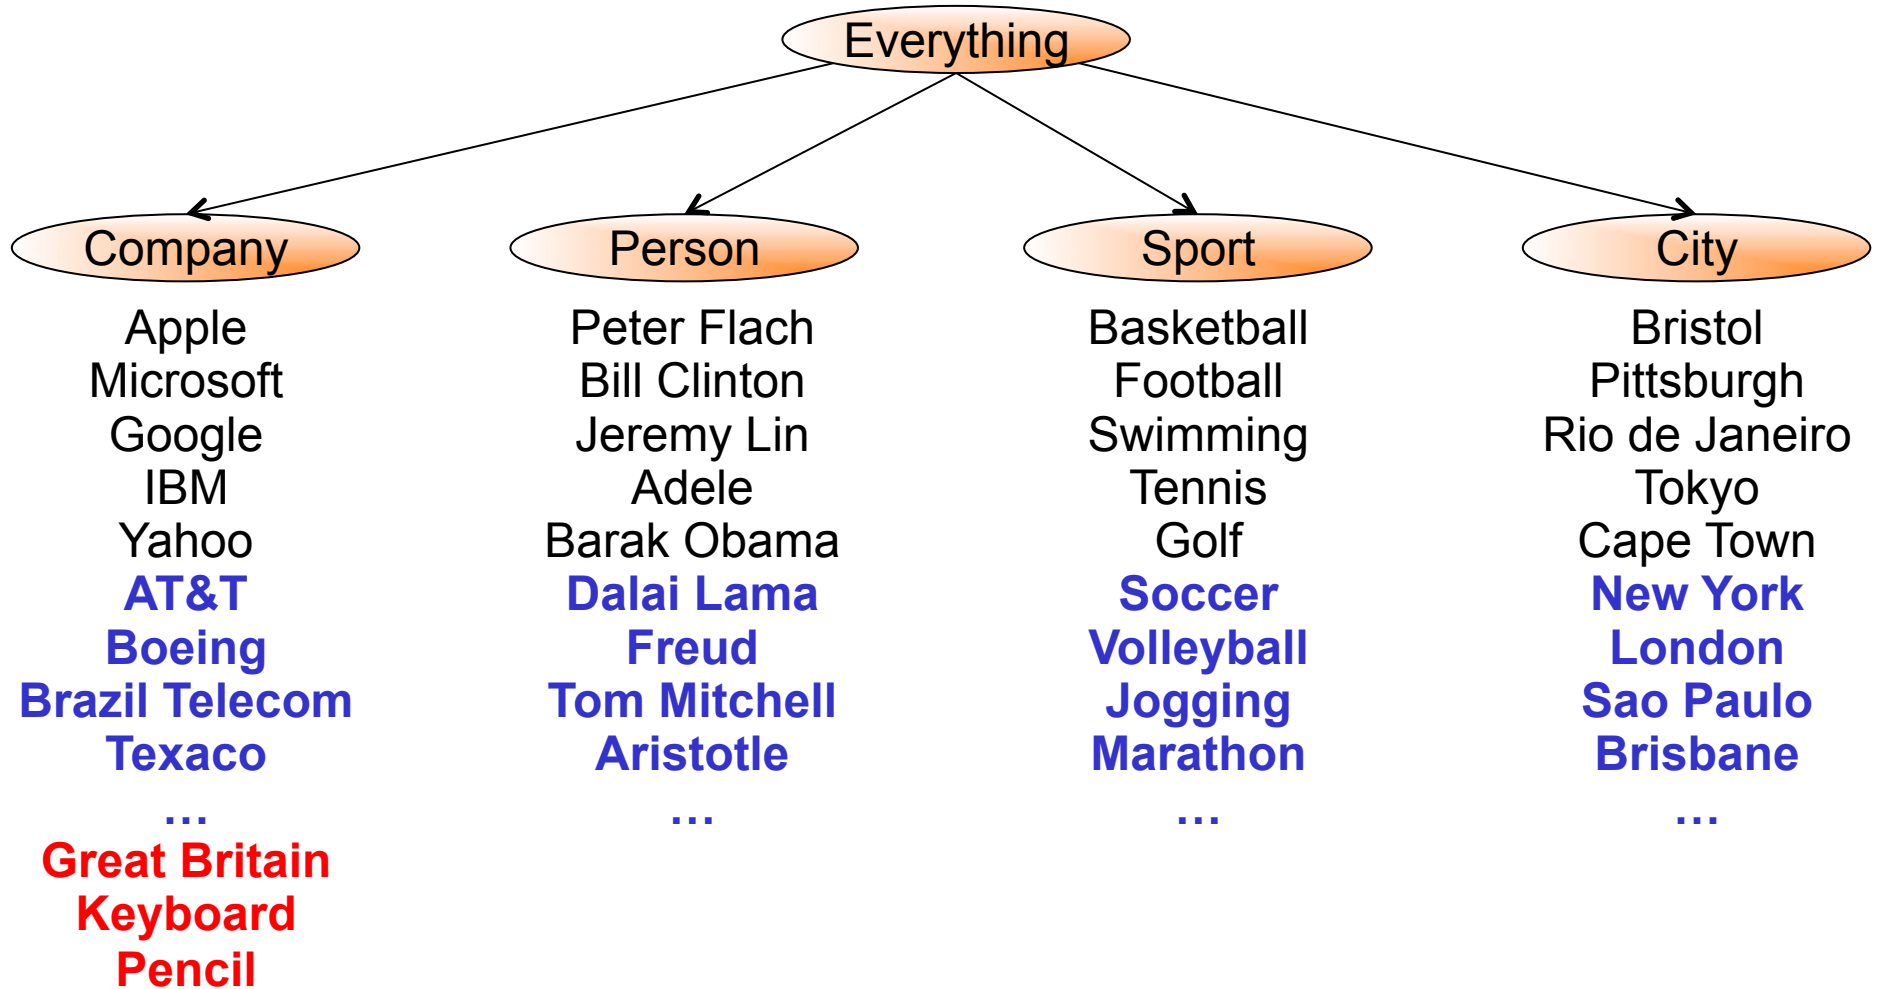 Everything
Company
Person
Sport
City
Apple
Microsoft
Google
IBM
Yahoo
AT&T
Boeing
Brazil Telecom
Texaco
...
Great Britain
Keyboard
Pencil
Peter Flach
Bill Clinton
Jeremy Lin
Adele
Barak Obama
Dalai Lama
Freud
Tom Mitchell
Aristotle
...
Basketball
Football
Swimming
Tennis
Golf
Soccer
Volleyball
Jogging
Marathon
...
Bristol
Pittsburgh
Rio de Janeiro
Tokyo
Cape Town
New York
London
Sao Paulo
Brisbane
...